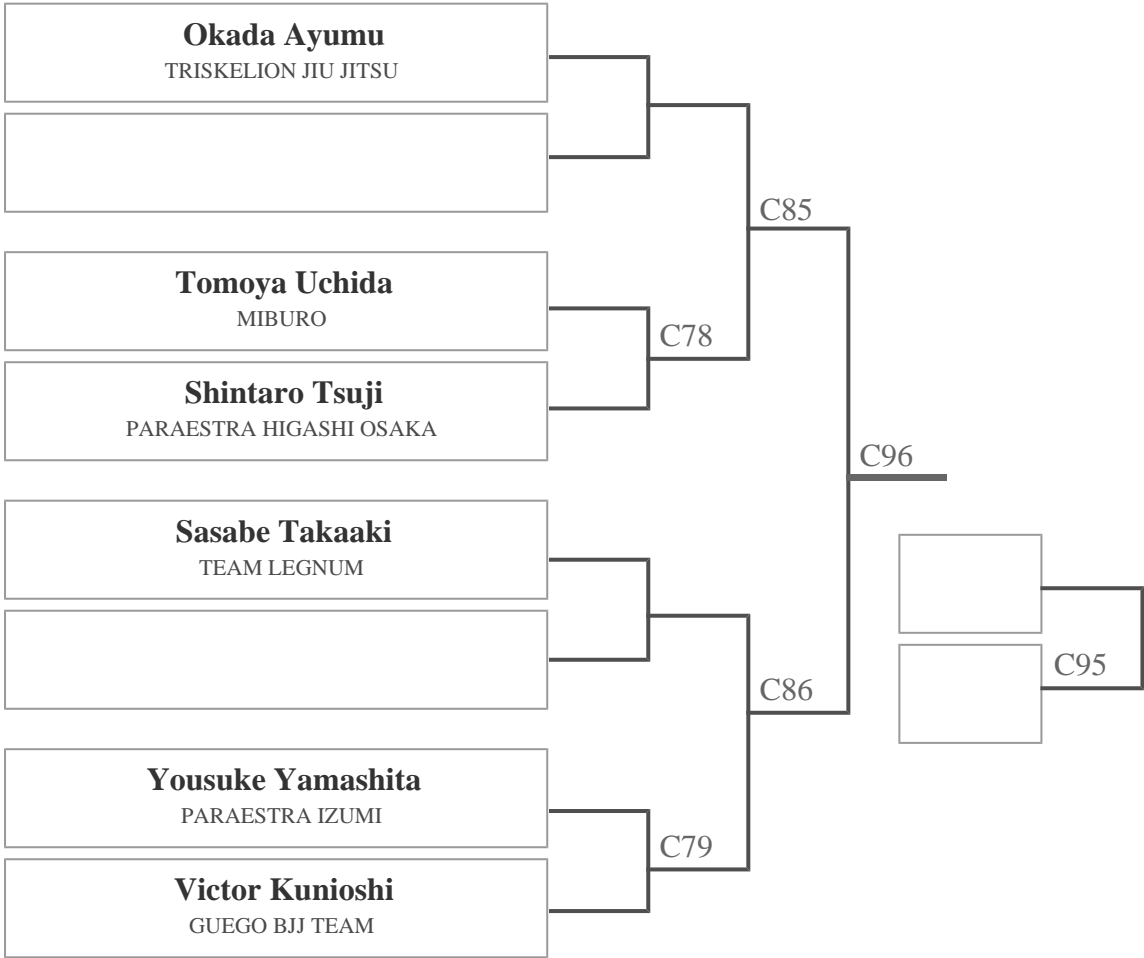 Okada Ayumu
TRISKELION JIU JITSU
C85
Tomoya Uchida
MIBURO
C78
Shintaro Tsuji
PARAESTRA HIGASHI OSAKA
C96
Sasabe Takaaki
TEAM LEGNUM
C95
C86
Yousuke Yamashita
PARAESTRA IZUMI
C79
Victor Kunioshi
GUEGO BJJ TEAM